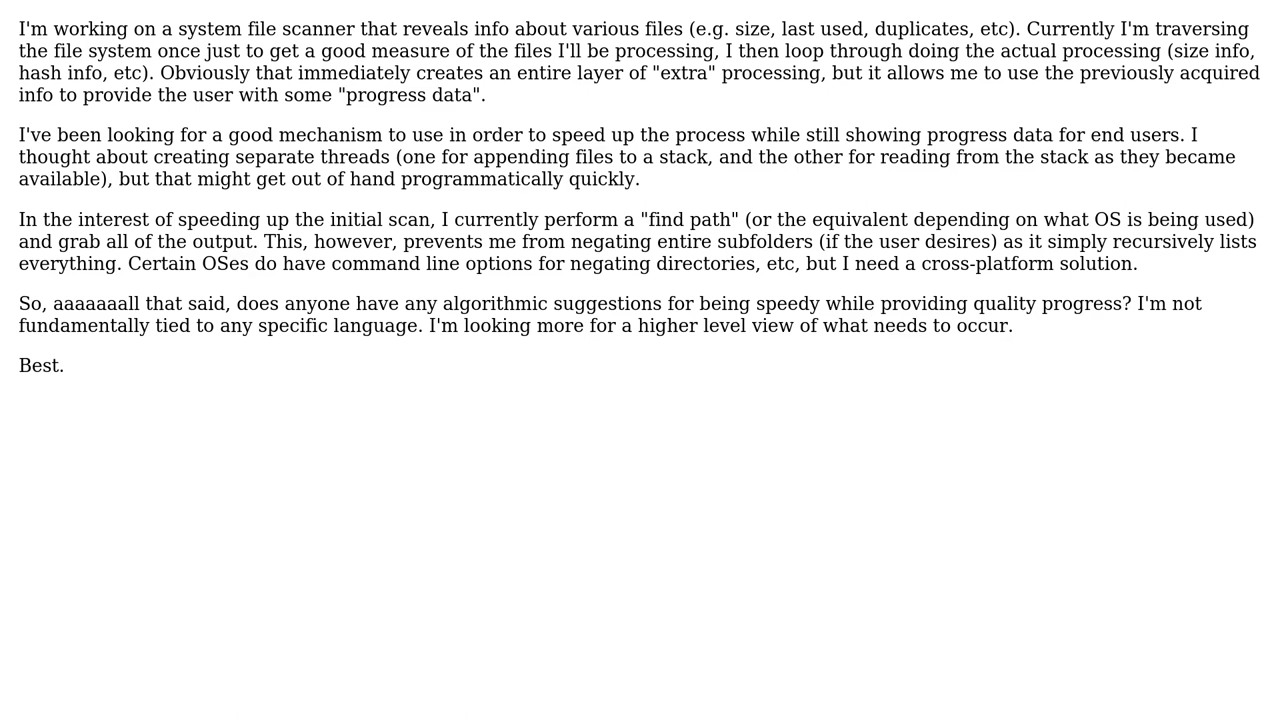 I'm working on a system file scanner that reveals info about various files (e.g. size, last used, duplicates, etc). Currently I'm traversing
the file system once just to get a good measure of the files I'll be processing, I then loop through doing the actual processing (size info,
hash info, etc). Obviously that immediately creates an entire layer of "extra" processing, but it allows me to use the previously acquired
info to provide the user with some "progress data".
I've been looking for a good mechanism to use in order to speed up the process while still showing progress data for end users. I
thought about creating separate threads (one for appending files to a stack, and the other for reading from the stack as they became
available), but that might get out of hand programmatically quickly.
In the interest of speeding up the initial scan, I currently perform a "find path" (or the equivalent depending on what OS is being used)
and grab all of the output. This, however, prevents me from negating entire subfolders (if the user desires) as it simply recursively lists
everything. Certain OSes do have command line options for negating directories, etc, but I need a cross-platform solution.
So, aaaaaaall that said, does anyone have any algorithmic suggestions for being speedy while providing quality progress? I'm not
fundamentally tied to any specific language. I'm looking more for a higher level view of what needs to occur.
Best.